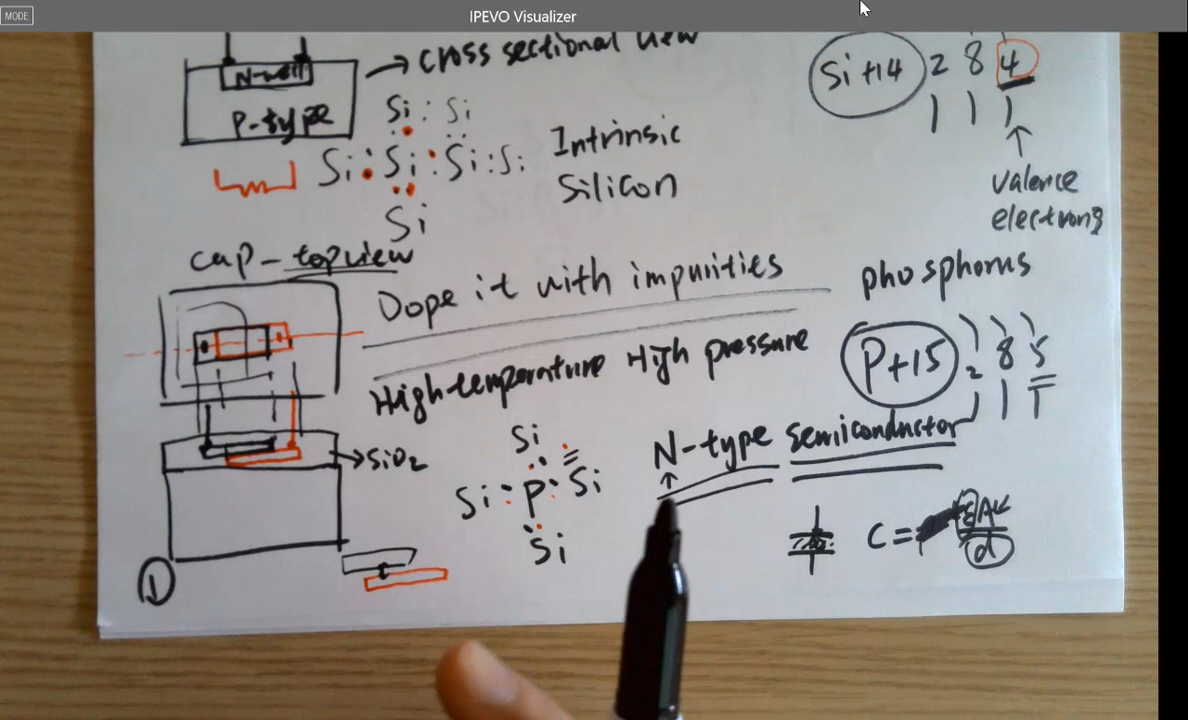 MODE
IPEVO Visualizer
N-well
P-type
cross sectional view
Si : Si
Si : Si : Si : Si
Si
Intrinsic
Silicon
Si +14 2 8 4
valence
electrons
cap - top view
Dope it with impurities
High-temperature High pressure
phosphorus
P+15 2 8 5
SiO2
Si
Si : P : Si
Si
N-type semiconductor
C =
d
1